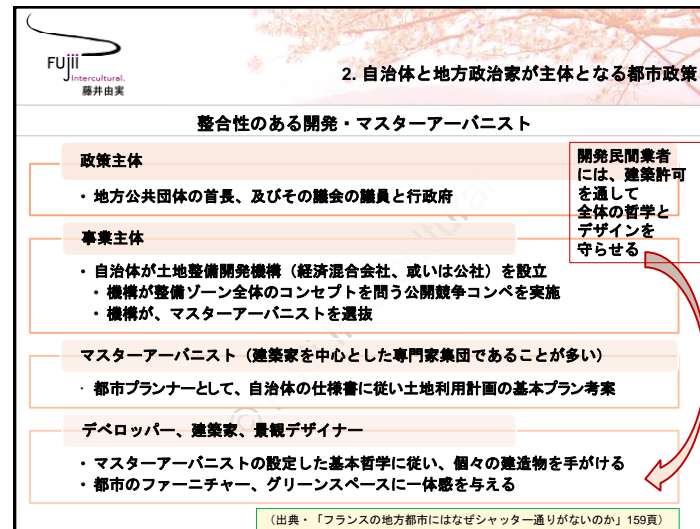 Fujii
Intercultural.
藤井由実
2. 自治体と地方政治家が主体となる都市政策
整合性のある開発・マスターアーバニスト
政策主体
・地方公共団体の首長、及びその議会の議員と行政府
開発民間業者
には、建築許可
を通して
全体の哲学と
デザインを
守らせる
事業主体
・自治体が土地整備開発機構（経済混合会社、或いは公社）を設立
・機構が整備ゾーン全体のコンセプトを問う公開競争コンペを実施
・機構が、マスターアーバニストを選抜
マスターアーバニスト（建築家を中心とした専門家集団であることが多い）
・都市プランナーとして、自治体の仕様書に従い土地利用計画の基本プラン考案
デベロッパー、建築家、景観デザイナー
・マスターアーバニストの設定した基本哲学に従い、個々の建造物を手がける
・都市のファーニチャー、グリーンスペースに一体感を与える
（出典・「フランスの地方都市にはなぜシャッター通りがないのか」159頁）